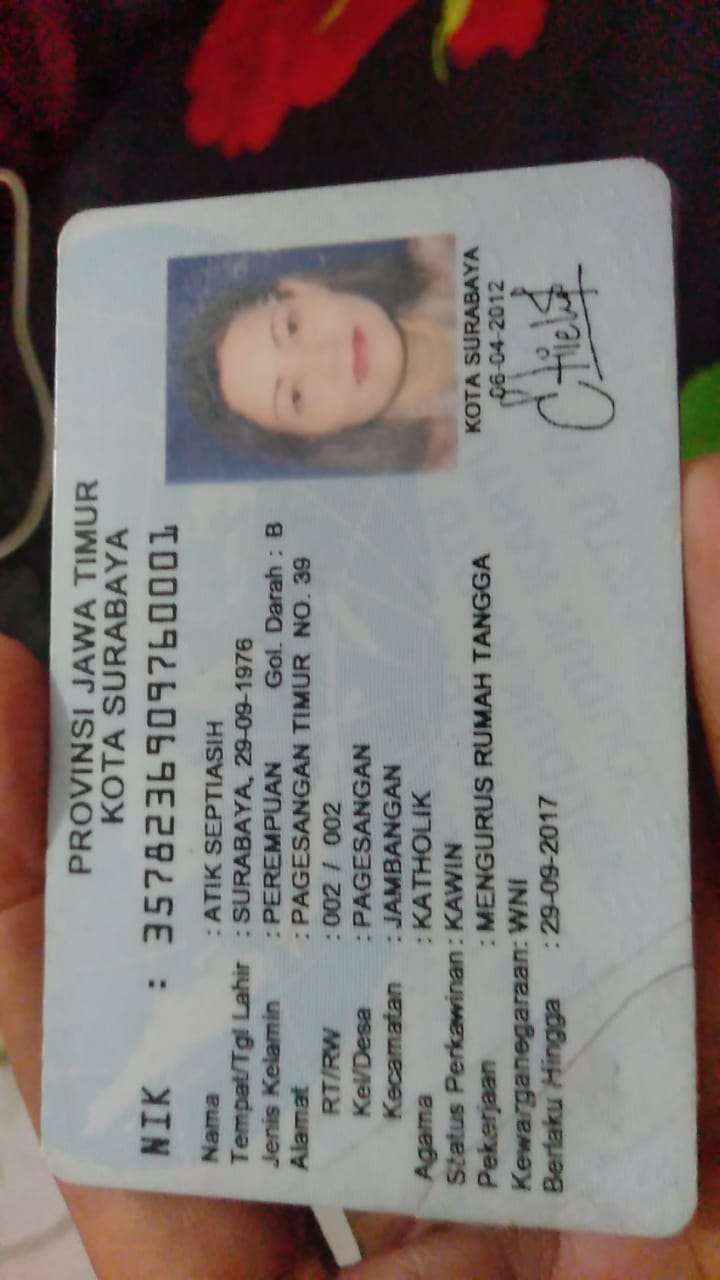 PROVINSI JAWA TIMUR
KOTA SURABAYA
NIK : 3578236909760001
Nama : ATIK SEPTIASIH
Tempat/Tgl Lahir : SURABAYA, 29-09-1976
Jenis Kelamin : PEREMPUAN Gol. Darah : B
Alamat : PAGESANGAN TIMUR NO. 39
RT/RW : 002 / 002
Kel/Desa : PAGESANGAN
Kecamatan : JAMBANGAN
Agama : KATHOLIK
Status Perkawinan : KAWIN
Pekerjaan : MENGURUS RUMAH TANGGA
Kewarganegaraan: WNI
Berlaku Hingga : 29-09-2017
KOTA SURABAYA
06-04-2012